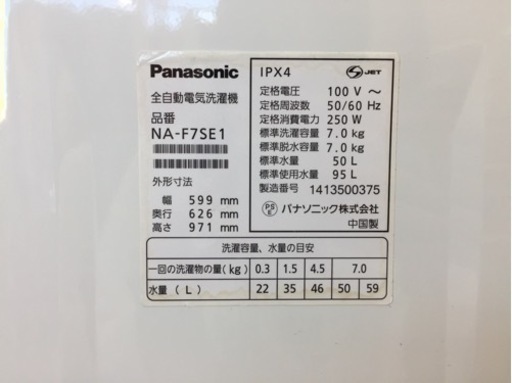 Panasonic
全自動電気洗濯機
品番
NA-F7SE1
外形寸法
幅 599 mm
奥行 626 mm
高さ 971 mm
IPX4
S JET
定格電圧 100 V ～
定格周波数 50/60 Hz
定格消費電力 250 W
標準洗濯容量 7.0 kg
標準脱水容量 7.0 kg
標準水量 50 L
標準使用水量 95 L
製造番号 1413500375
PS E パナソニック株式会社
中国製
洗濯容量、水量の目安
一回の洗濯物の量(kg) 0.3 1.5 4.5 7.0
水量 ( L ) 22 35 46 50 59